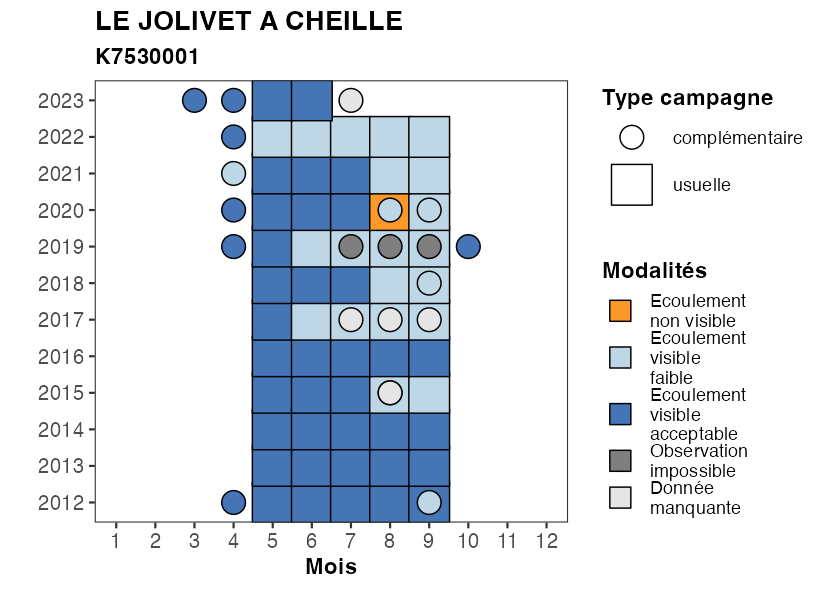 LE JOLIVET A CHEILLE
K7530001
2023
2022
2021
2020
2019
2018
2017
2016
2015
2014
2013
2012
1 2 3 4 5 6 7 8 9 10 11 12
Mois
Type campagne
complémentaire
usuelle
Modalités
Ecoulement
non visible
Ecoulement
visible
faible
Ecoulement
visible
acceptable
Observation
impossible
Donnée
manquante